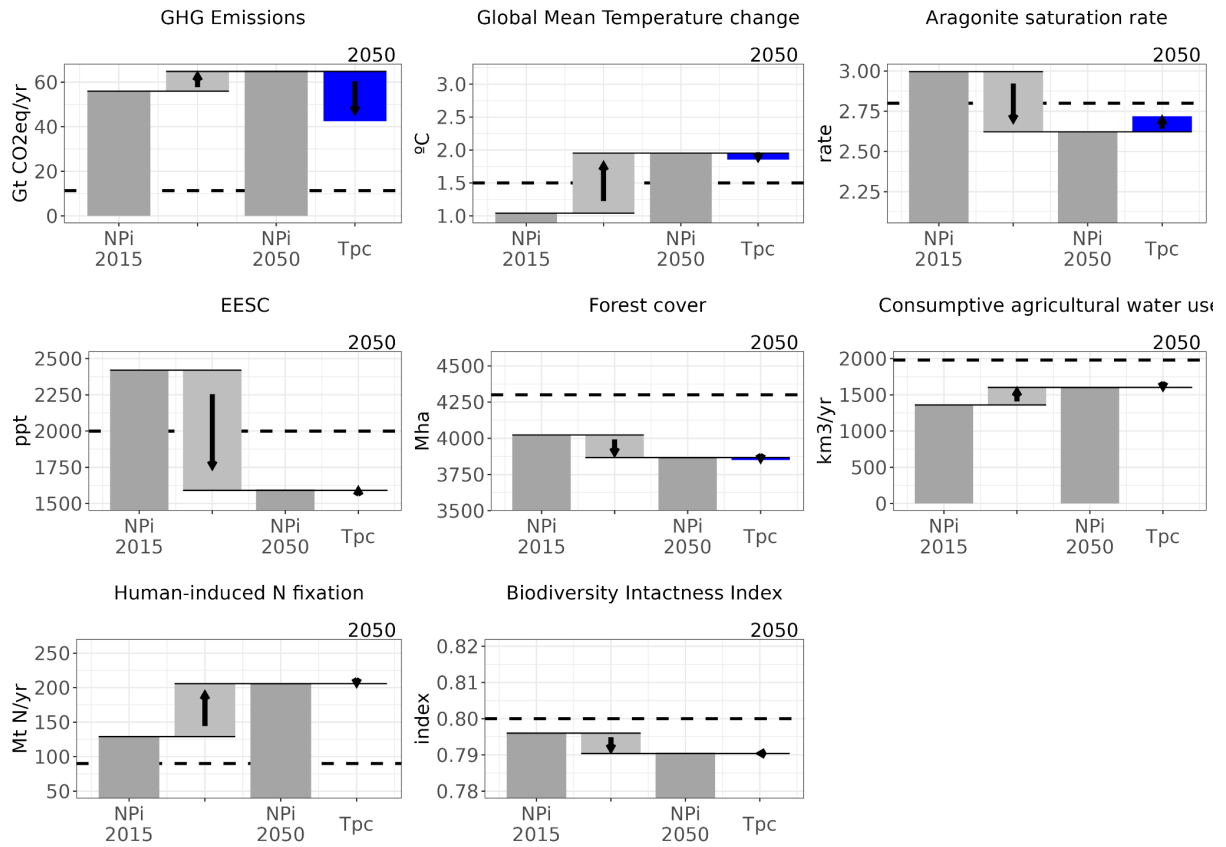 GHG Emissions
2050
Gt CO2eq/yr
60
40
20
0
NPi
2015
NPi
2050
Tpc
Global Mean Temperature change
2050
ºC
3.0
2.5
2.0
1.5
1.0
NPi
2015
NPi
2050
Tpc
Aragonite saturation rate
2050
rate
3.00
2.75
2.50
2.25
NPi
2015
NPi
2050
Tpc
EESC
2050
ppt
2500
2250
2000
1750
1500
NPi
2015
NPi
2050
Tpc
Forest cover
2050
Mha
4500
4250
4000
3750
3500
NPi
2015
NPi
2050
Tpc
Consumptive agricultural water use
2050
km3/yr
2000
1500
1000
500
0
NPi
2015
NPi
2050
Tpc
Human-induced N fixation
2050
Mt N/yr
250
200
150
100
50
NPi
2015
NPi
2050
Tpc
Biodiversity Intactness Index
2050
index
0.82
0.81
0.80
0.79
0.78
NPi
2015
NPi
2050
Tpc